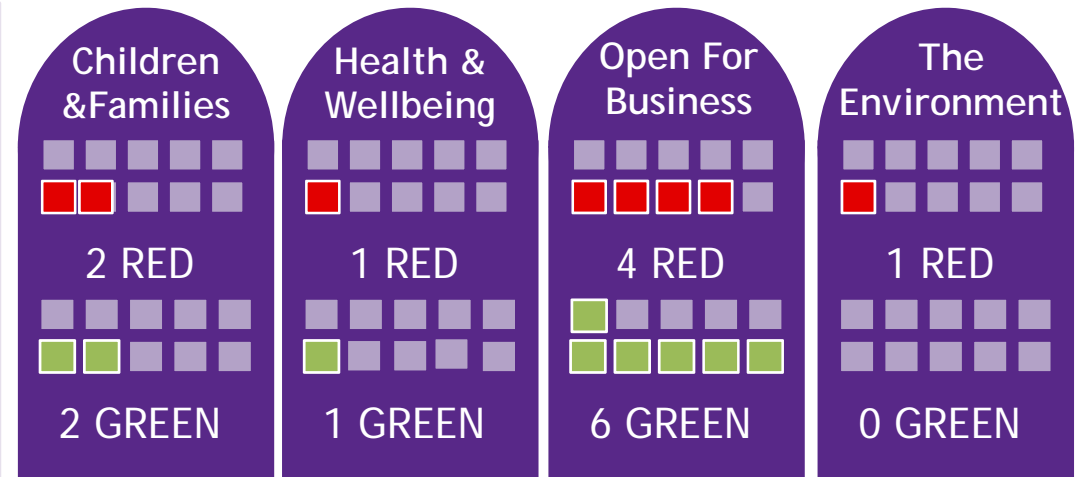 Children
&Families
2 RED
2 GREEN
Health &
Wellbeing
1 RED
1 GREEN
Open For
Business
4 RED
6 GREEN
The
Environment
1 RED
0 GREEN